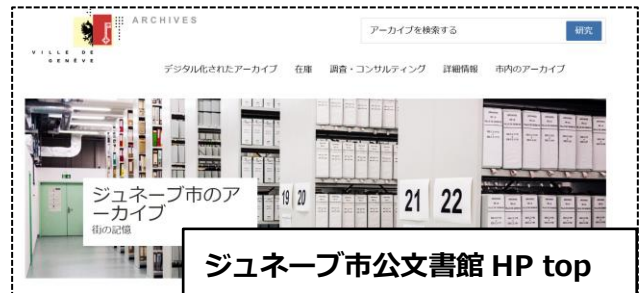 ARCHIVES
VILLE DE
GENÈVE
アーカイブを検索する
研究
デジタル化されたアーカイブ 在庫 調査・コンサルティング 詳細情報 市内のアーカイブ
ジュネーブ市のア
ーカイブ
街の記憶
19 20
21 22
ジュネーブ市公文書館 HP top